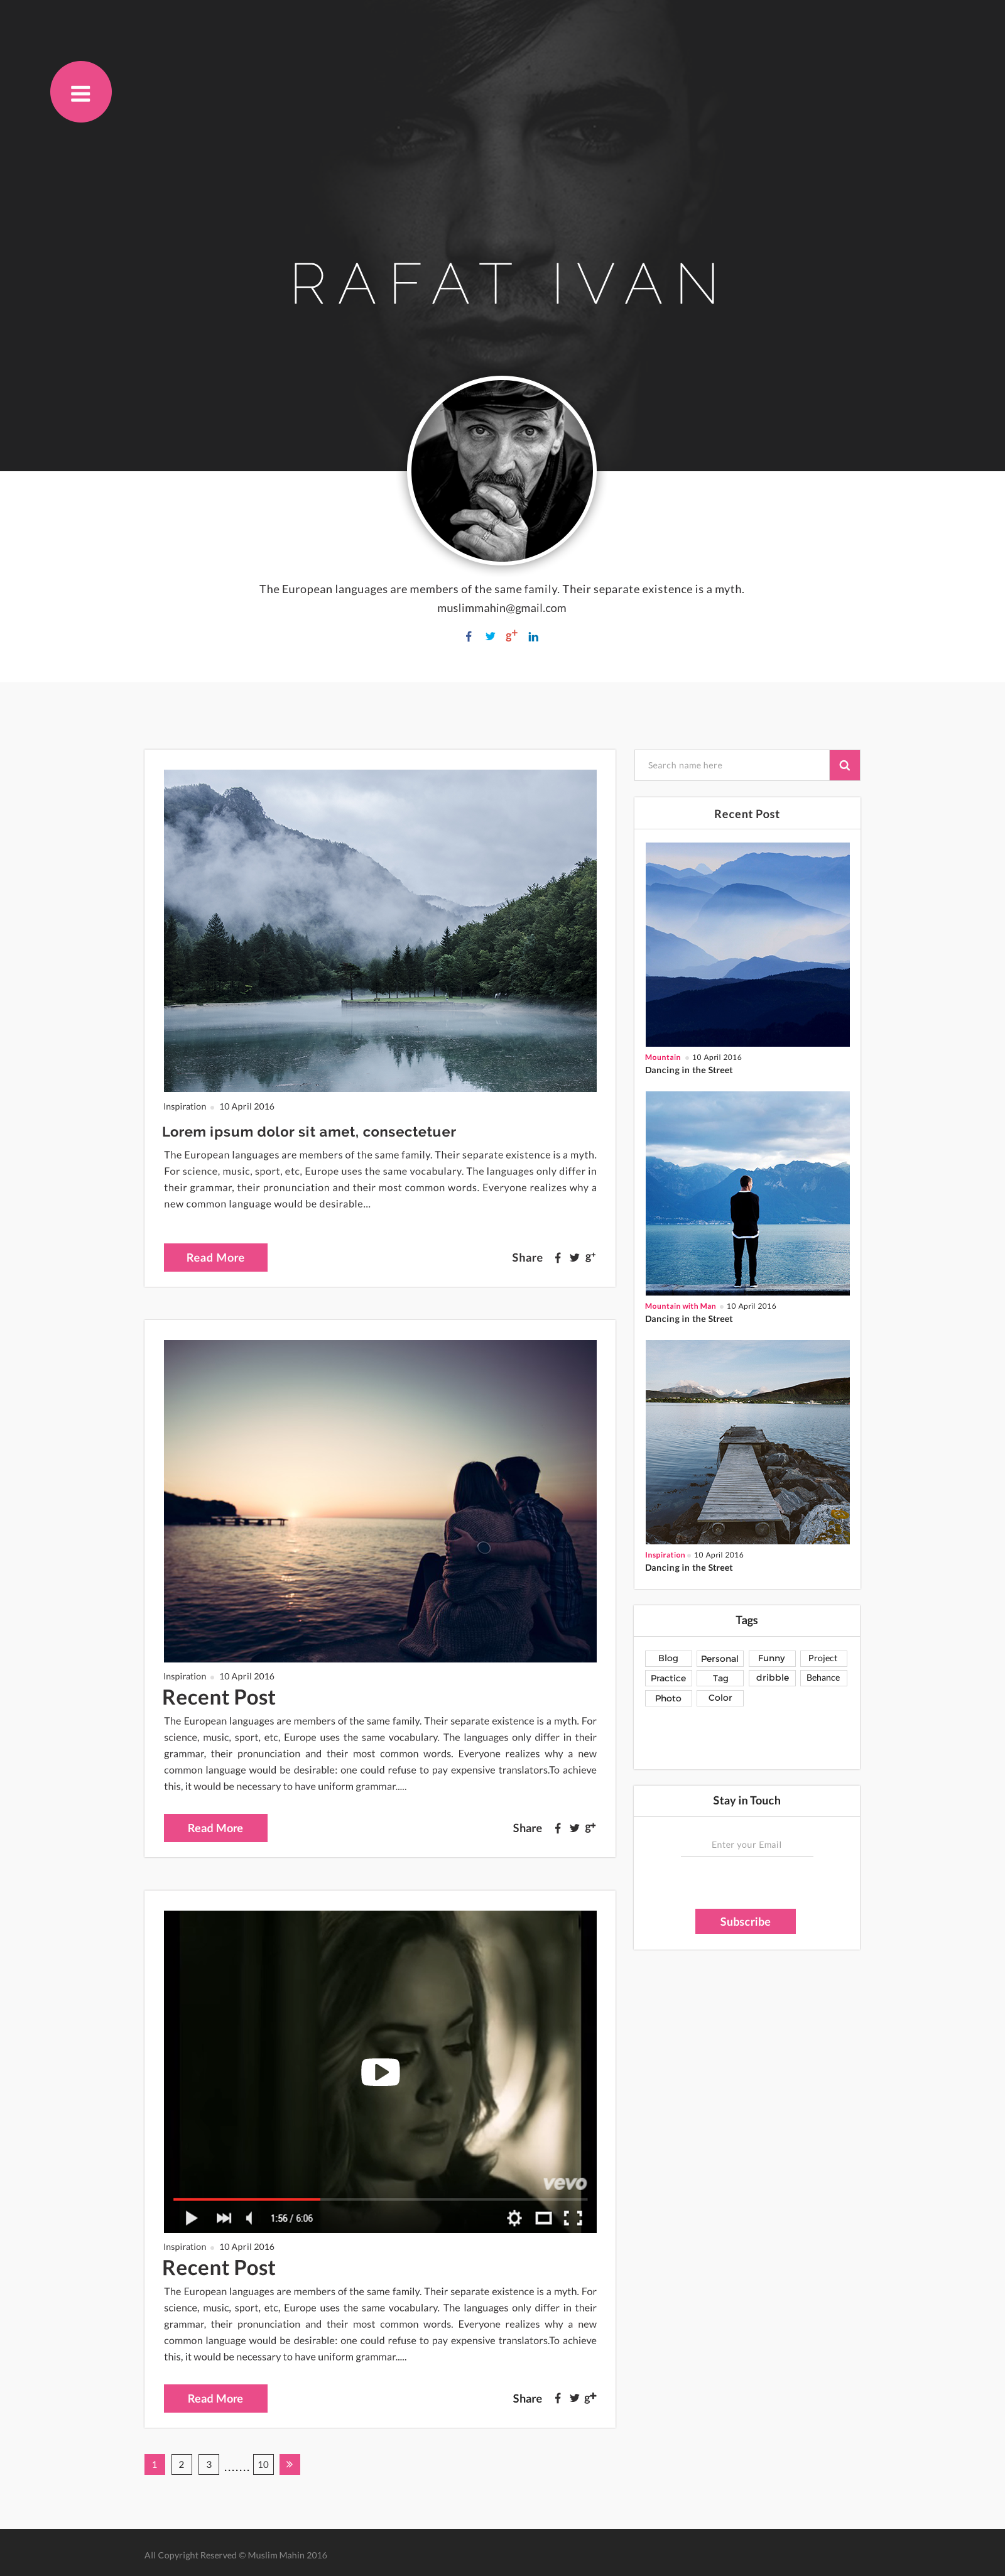 RAFAT IVAN
The European languages are members of the same family. Their separate existence is a myth.
muslimmahin@gmail.com
f g+ in
Inspiration 10 April 2016
Lorem ipsum dolor sit amet, consectetuer
The European languages are members of the same family. Their separate existence is a myth.
For science, music, sport, etc, Europe uses the same vocabulary. The languages only differ in
their grammar, their pronunciation and their most common words. Everyone realizes why a
new common language would be desirable...
Read More Share f g+
Inspiration 10 April 2016
Recent Post
The European languages are members of the same family. Their separate existence is a myth. For
science, music, sport, etc, Europe uses the same vocabulary. The languages only differ in their
grammar, their pronunciation and their most common words. Everyone realizes why a new
common language would be desirable: one could refuse to pay expensive translators.To achieve
this, it would be necessary to have uniform grammar.....
Read More Share f g+
vevo
1:56 / 6:06
Inspiration 10 April 2016
Recent Post
The European languages are members of the same family. Their separate existence is a myth. For
science, music, sport, etc, Europe uses the same vocabulary. The languages only differ in their
grammar, their pronunciation and their most common words. Everyone realizes why a new
common language would be desirable: one could refuse to pay expensive translators.To achieve
this, it would be necessary to have uniform grammar.....
Read More Share f g+
1 2 3 ....... 10 »
Search name here
Recent Post
Mountain 10 April 2016
Dancing in the Street
Mountain with Man 10 April 2016
Dancing in the Street
Inspiration 10 April 2016
Dancing in the Street
Tags
Blog Personal Funny Project
Practice Tag dribble Behance
Photo Color
Stay in Touch
Enter your Email
Subscribe
All Copyright Reserved © Muslim Mahin 2016